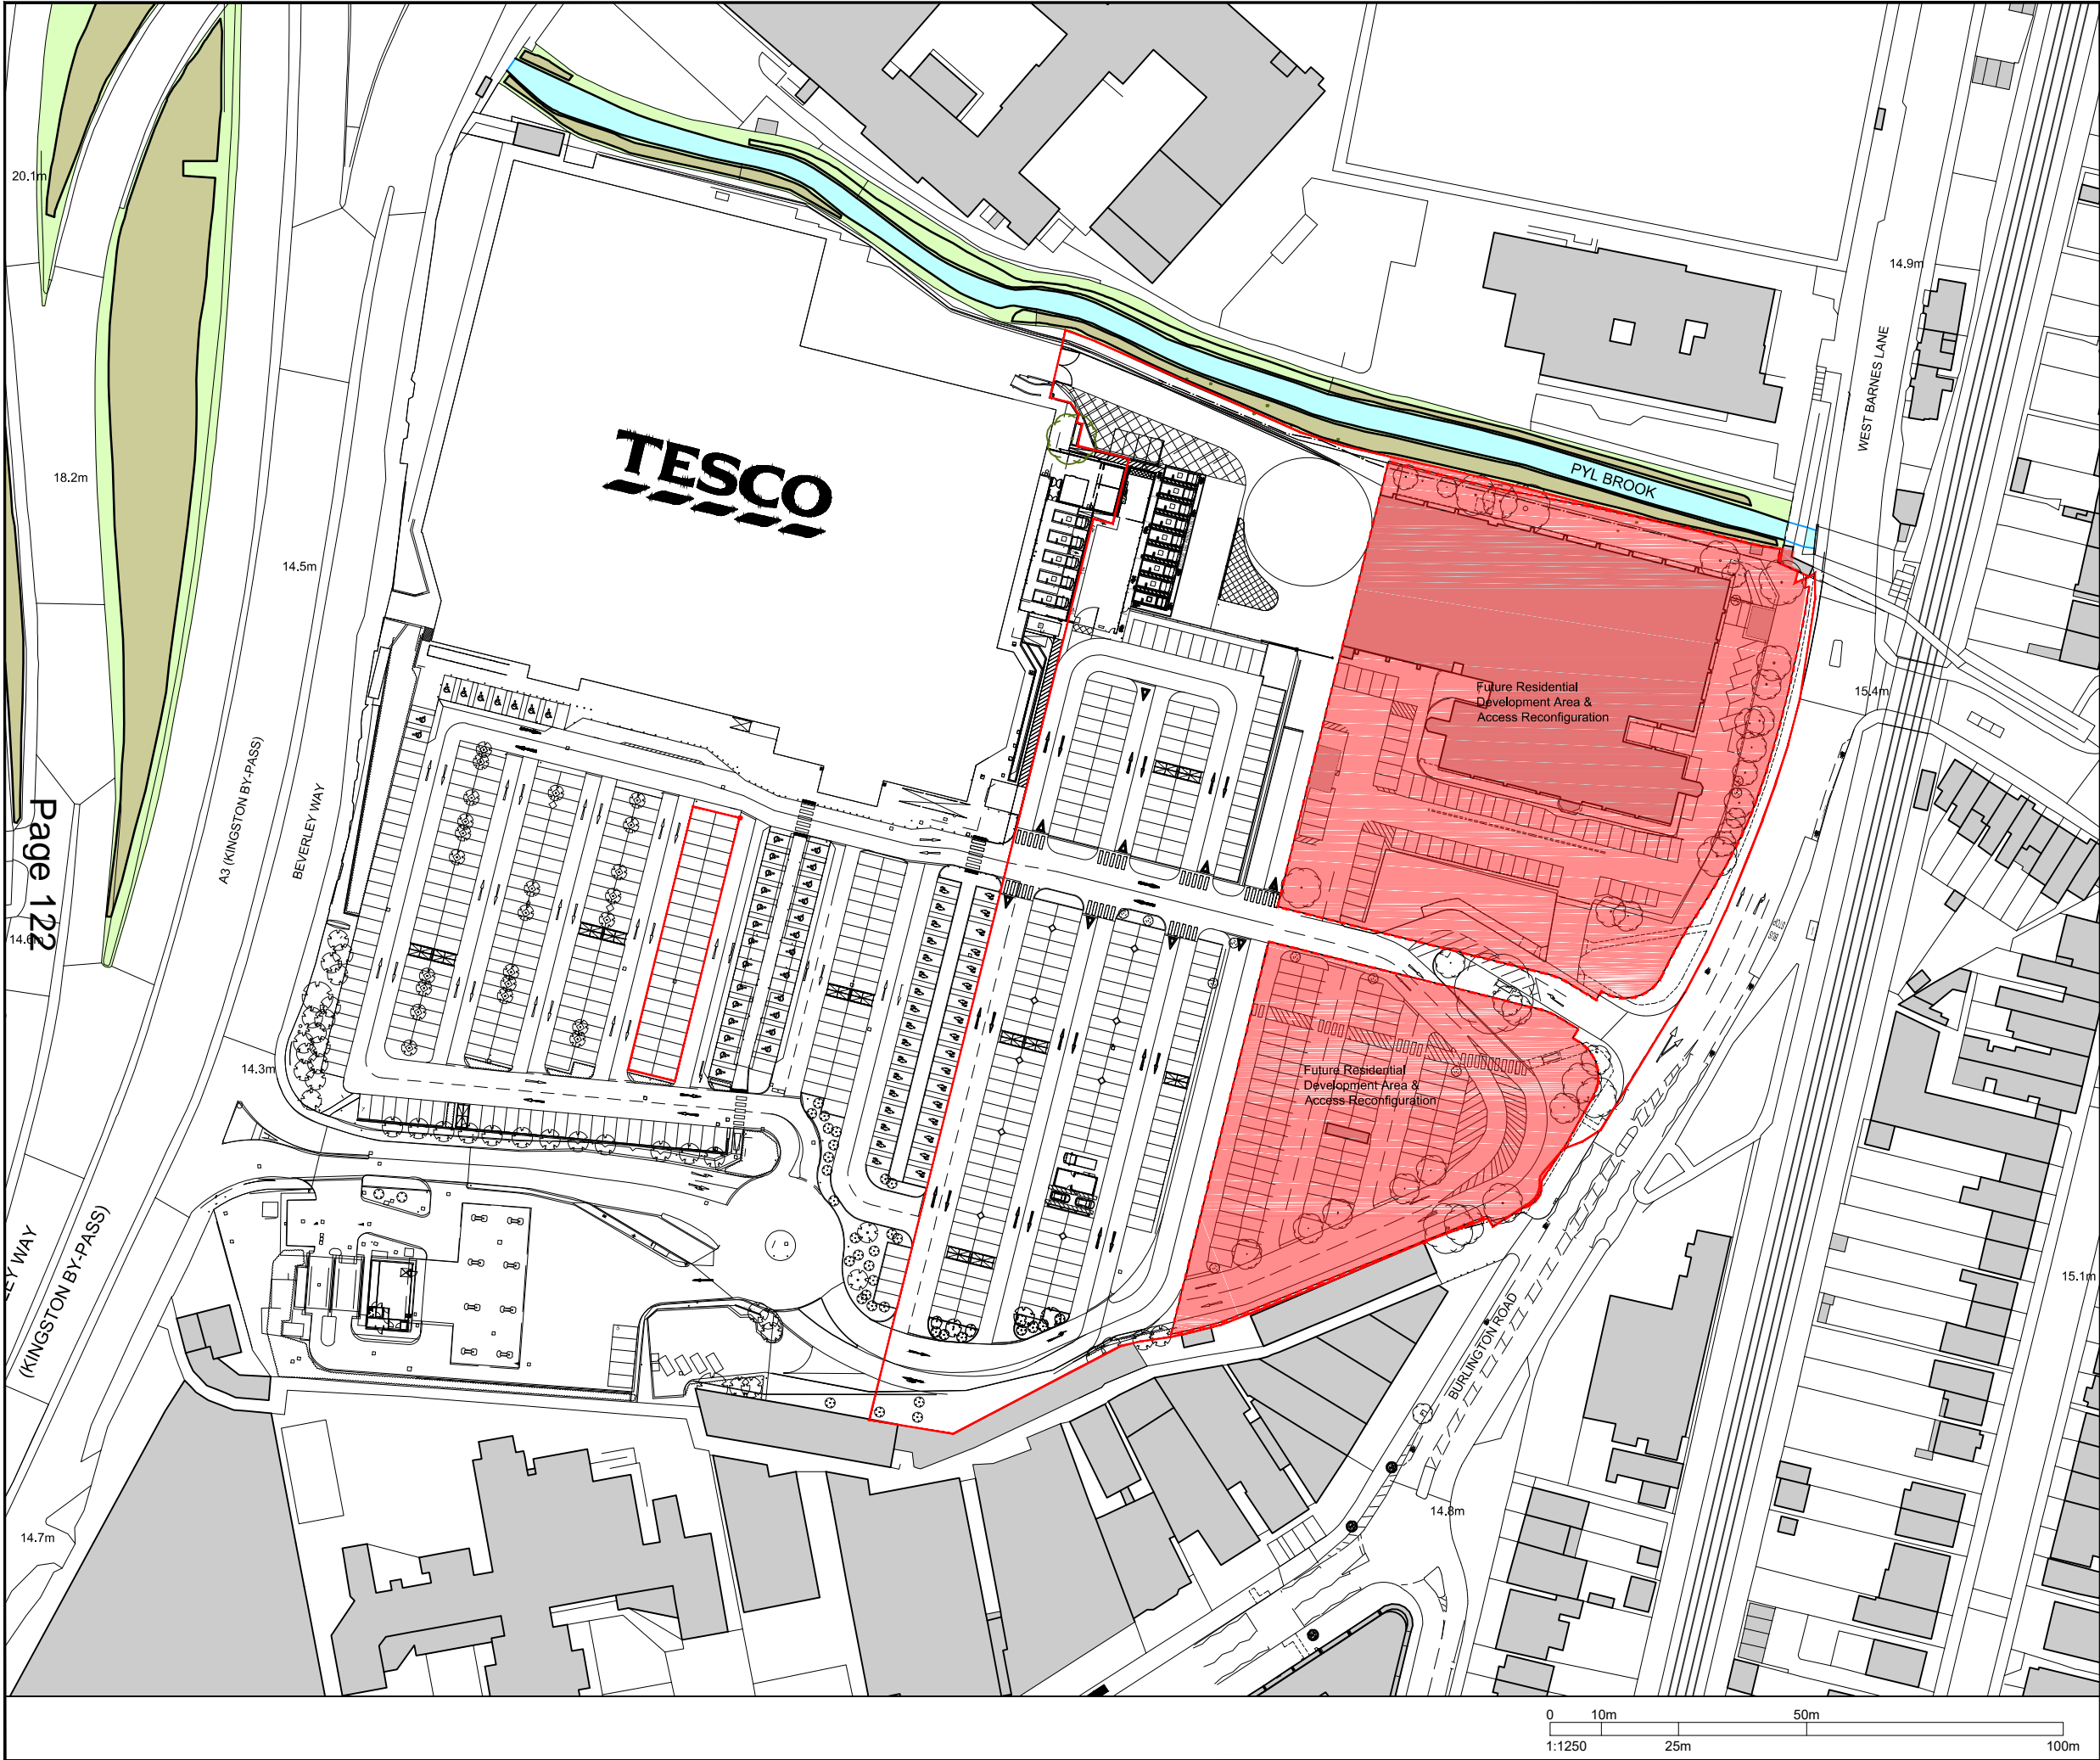 20.1m
14.9m
WEST BARNES LANE
TESCO
18.2m
PYL BROOK
14.5m
Future Residential
Development Area &
Access Reconfiguration
15.4m
A3 (KINGSTON BY-PASS)
BEVERLEY WAY
Page 122
14.3m
Future Residential
Development Area &
Access Reconfiguration
EY WAY
(KINGSTON BY-PASS)
15.1m
BURLINGTON ROAD
14.8m
14.7m
0 10m 50m
1:1250 25m 100m